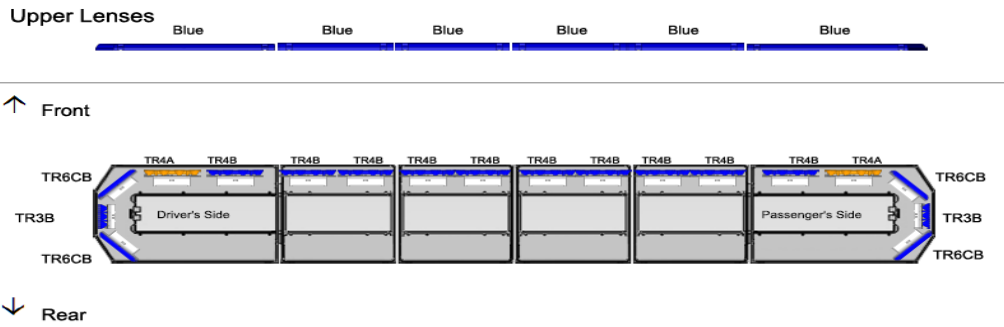 Upper Lenses
Blue Blue Blue Blue Blue Blue
Front
TR4A TR4B TR4B TR4B TR4B TR4B TR4B TR4B TR4B TR4B TR4B TR4A
TR6CB TR6CB
TR3B Driver's Side Passenger's Side TR3B
TR6CB TR6CB
Rear